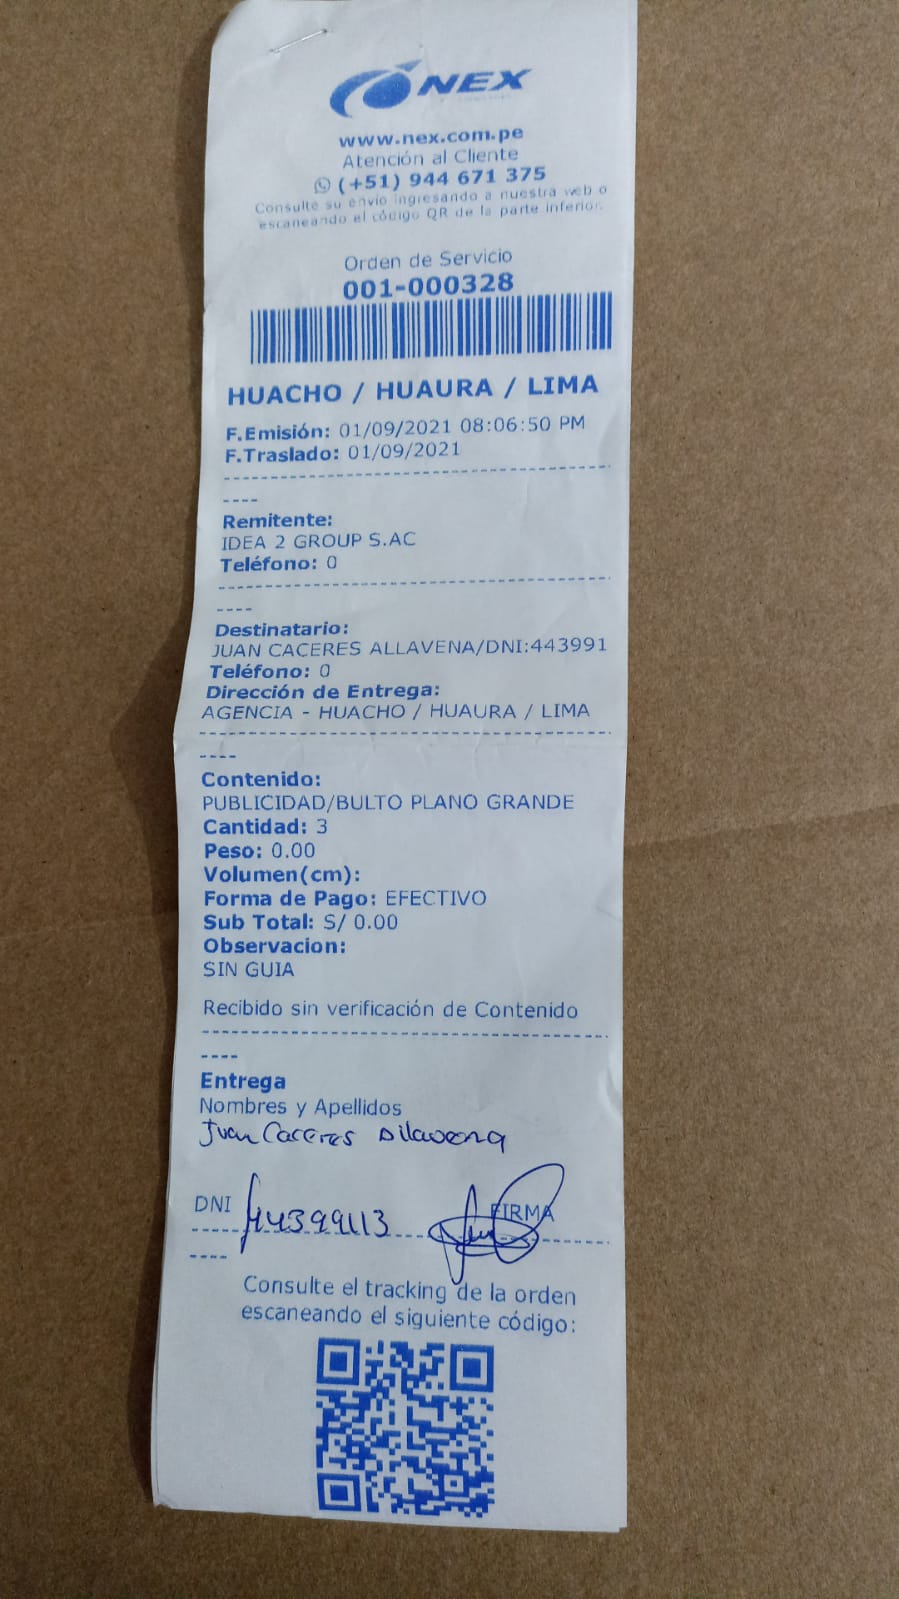 NEX
www.nex.com.pe
Atención al Cliente
(+51) 944 671 375
Consulte su envio ingresando a nuestra web o
escaneando el código QR de la parte inferior.
Orden de Servicio
001-000328
HUACHO / HUAURA / LIMA
F.Emisión: 01/09/2021 08:06:50 PM
F.Traslado: 01/09/2021
----
Remitente:
IDEA 2 GROUP S.AC
Teléfono: 0
----
Destinatario:
JUAN CACERES ALLAVENA/DNI:443991
Teléfono: 0
Dirección de Entrega:
AGENCIA - HUACHO / HUAURA / LIMA
----
Contenido:
PUBLICIDAD/BULTO PLANO GRANDE
Cantidad: 3
Peso: 0.00
Volumen(cm):
Forma de Pago: EFECTIVO
Sub Total: S/ 0.00
Observacion:
SIN GUIA
Recibido sin verificación de Contenido
----
Entrega
Nombres y Apellidos
Juan Caceres
DNI 44399113 FIRMA
----
Consulte el tracking de la orden
escaneando el siguiente código: